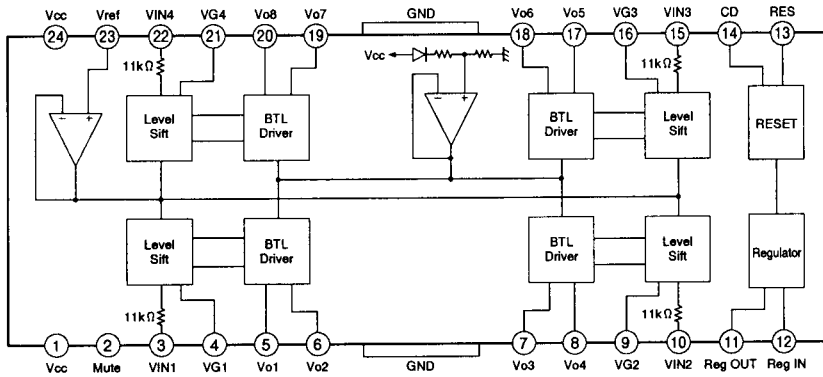 Vcc Vref VIN4 VG4 Vo8 Vo7 GND Vo6 Vo5 VG3 VIN3 CD RES
24 23 22 21 20 19 18 17 16 15 14 13
11kΩ Vcc 11kΩ
− + − +
Level Sift
BTL Driver
BTL Driver
Level Sift
RESET
Level Sift
BTL Driver
BTL Driver
Level Sift
Regulator
11kΩ 11kΩ
1 2 3 4 5 6 7 8 9 10 11 12
Vcc Mute VIN1 VG1 Vo1 Vo2 GND Vo3 Vo4 VG2 VIN2 Reg OUT Reg IN